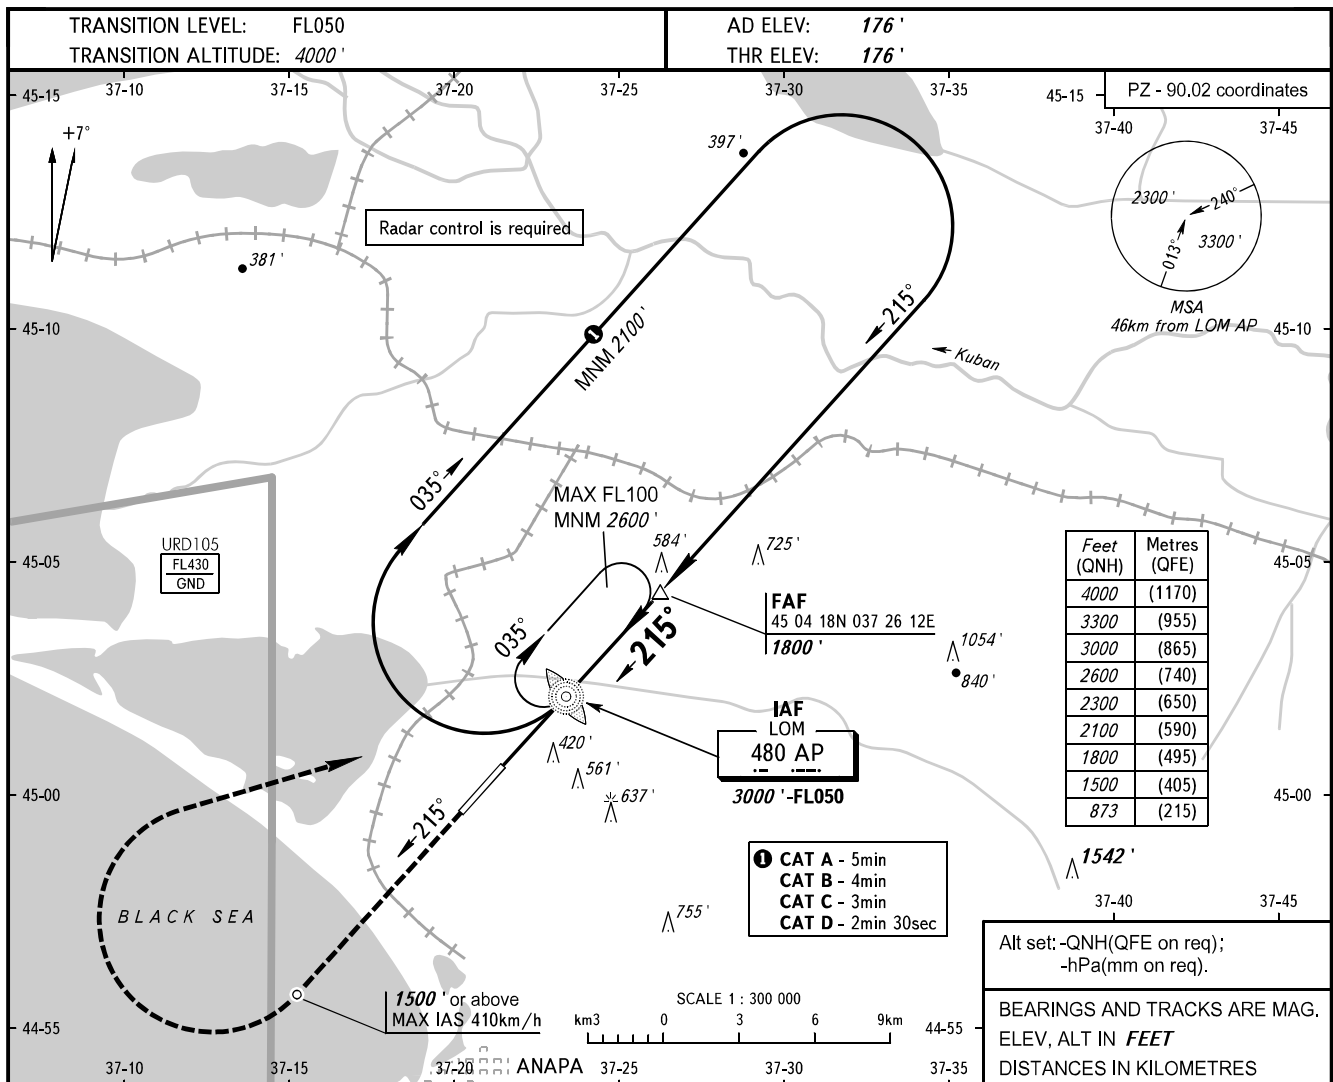 TRANSITION LEVEL: FL050
TRANSITION ALTITUDE: 4000'
AD ELEV: 176'
THR ELEV: 176'
37-10 37-15 37-20 37-25 37-30 37-35
45-15 45-15
PZ - 90.02 coordinates
37-40 37-45
+7°
397'
2300'
240°
3300'
013°
MSA
46km from LOM AP
Radar control is required
381'
215°
45-10 45-10
1
MNM 2100'
Kuban
035°
MAX FL100
MNM 2600'
584'
725'
URD105
FL430
GND
45-05 45-05
FAF
45 04 18N 037 26 12E
1800'
035°
215°
1054'
840'
Feet (QNH) Metres (QFE)
4000 (1170)
3300 (955)
3000 (865)
2600 (740)
2300 (650)
2100 (590)
1800 (495)
1500 (405)
873 (215)
IAF
LOM
480 AP
3000'-FL050
420'
561'
637'
45-00 45-00
215°
1 CAT A - 5min
CAT B - 4min
CAT C - 3min
CAT D - 2min 30sec
1542'
37-40 37-45
BLACK SEA
755'
1500' or above
MAX IAS 410km/h
SCALE 1 : 300 000
km3 0 3 6 9km
44-55 44-55
ANAPA
37-10 37-15 37-20 37-25 37-30 37-35
Alt set:-QNH(QFE on req);
-hPa(mm on req).
BEARINGS AND TRACKS ARE MAG.
ELEV, ALT IN FEET
DISTANCES IN KILOMETRES